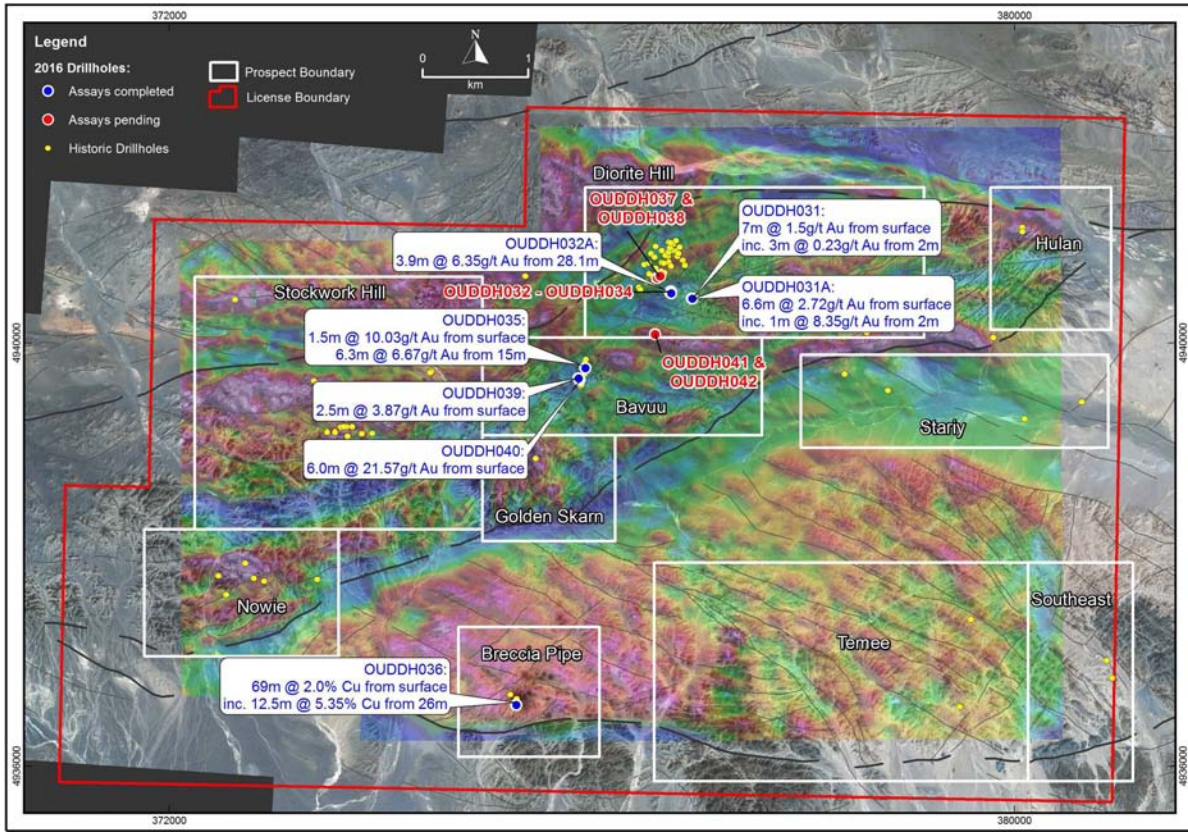 372000
380000
Legend
2016 Drillholes:
Assays completed
Assays pending
Historic Drillholes
Prospect Boundary
License Boundary
N
0
1
km
Diorite Hill
OUDDH037 &
OUDDH038
OUDDH031:
7m @ 1.5g/t Au from surface
inc. 3m @ 0.23g/t Au from 2m
Hulan
OUDDH032A:
3.9m @ 6.35g/t Au from 28.1m
OUDDH032 - OUDDH034
OUDDH031A:
6.6m @ 2.72g/t Au from surface
inc. 1m @ 8.35g/t Au from 2m
Stockwork Hill
OUDDH035:
1.5m @ 10.03g/t Au from surface
6.3m @ 6.67g/t Au from 15m
4940000
4940000
OUDDH041 &
OUDDH042
OUDDH039:
2.5m @ 3.87g/t Au from surface
Bavuu
Stariy
OUDDH040:
6.0m @ 21.57g/t Au from surface
Golden Skarn
Nowie
Southeast
Temee
Breccia Pipe
OUDDH036:
69m @ 2.0% Cu from surface
inc. 12.5m @ 5.35% Cu from 26m
4936000
4936000
372000
380000